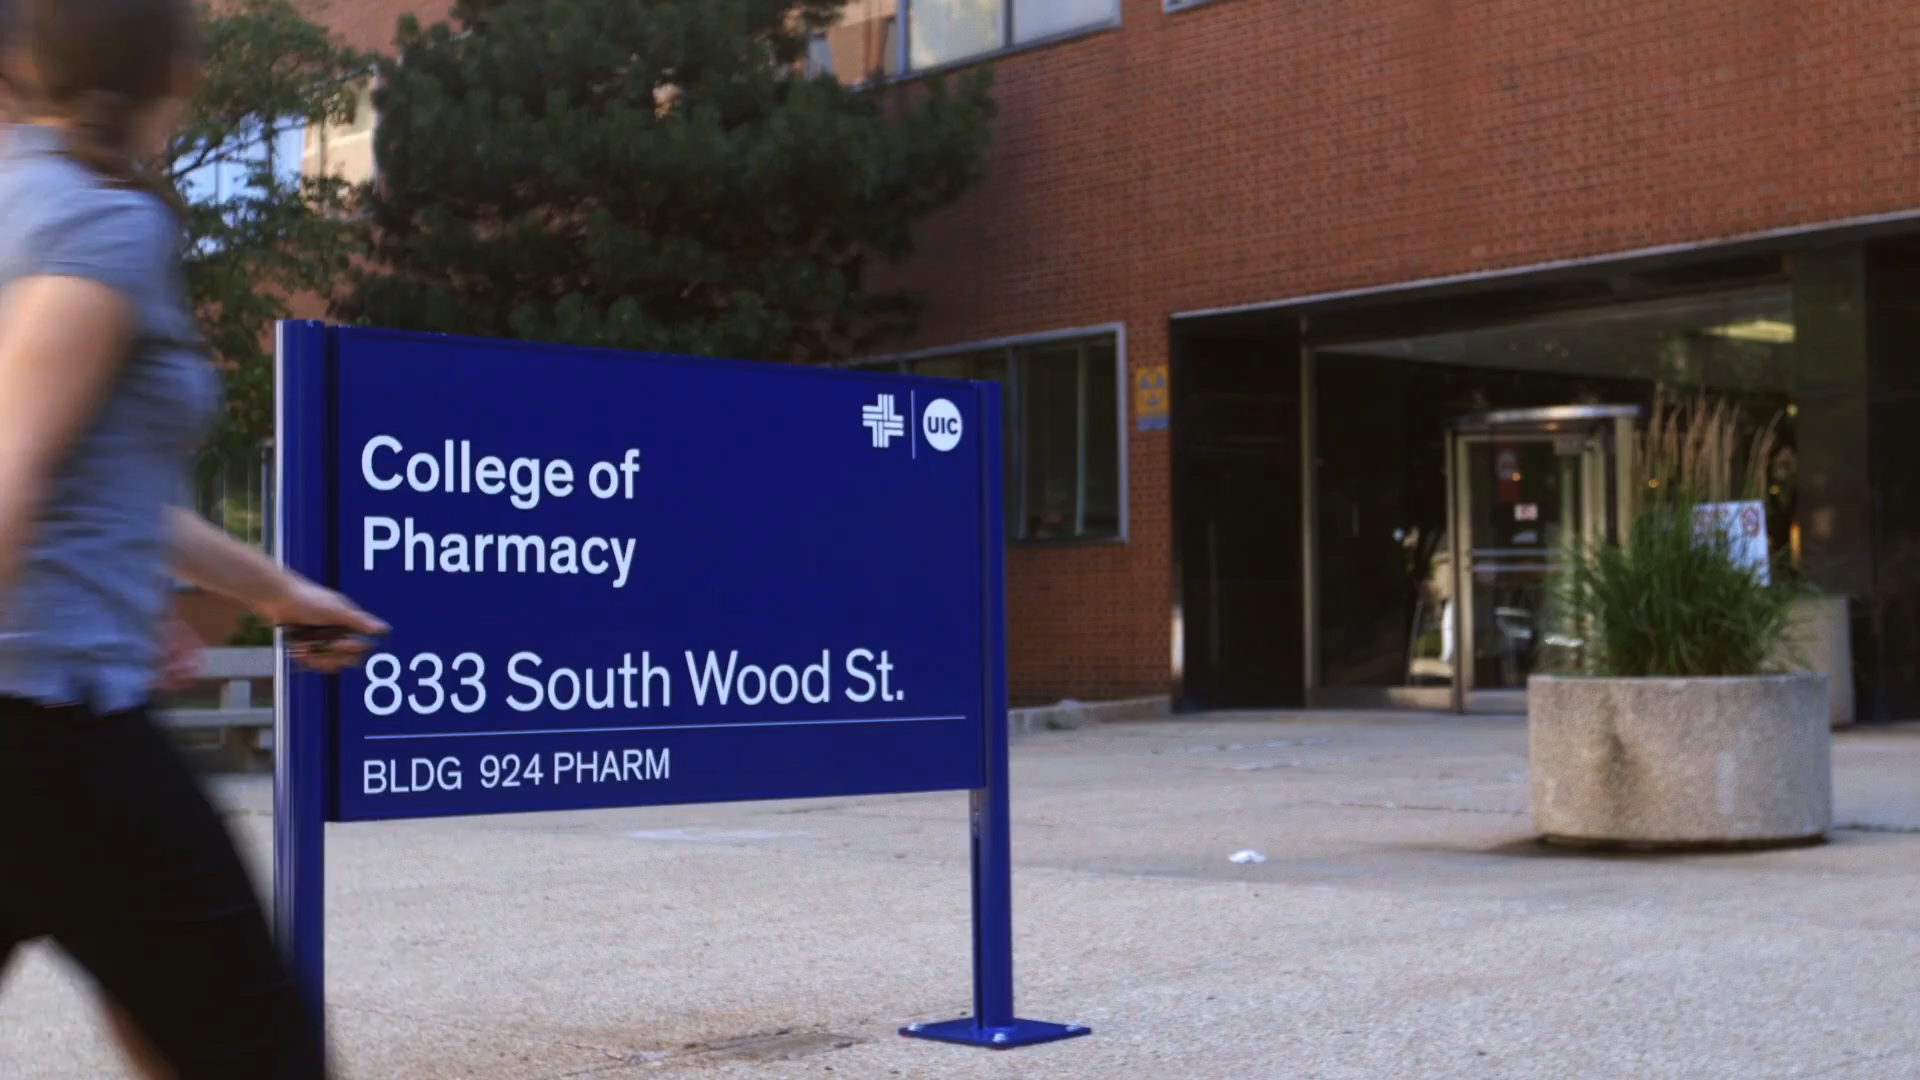 UIC
College of
Pharmacy
833 South Wood St.
BLDG 924 PHARM